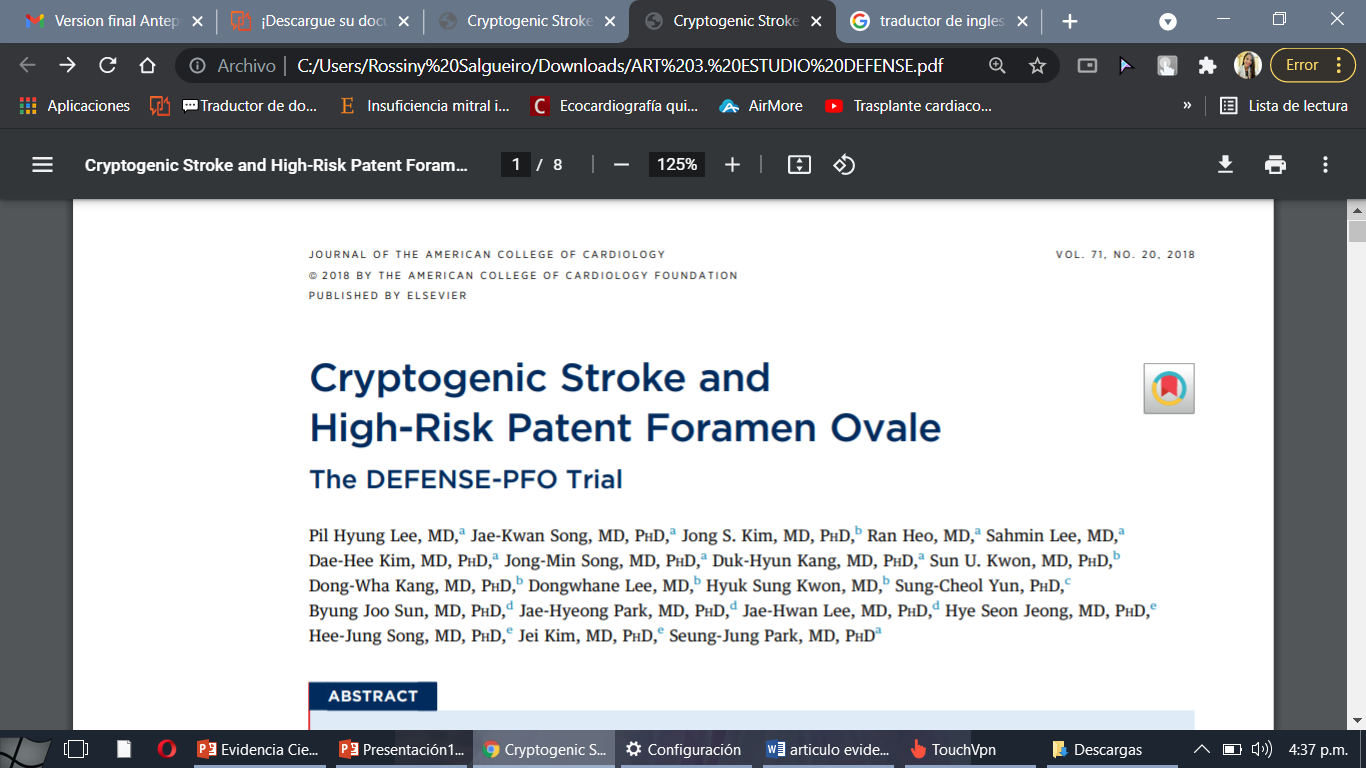 Version final Antep
¡Descargue su docu
Cryptogenic Stroke
Cryptogenic Stroke
traductor de ingles
Archivo | C:/Users/Rossiny%20Salgueiro/Downloads/ART%203.%20ESTUDIO%20DEFENSE.pdf
Error
Aplicaciones
Traductor de do...
Insuficiencia mitral i...
Ecocardiografía qui...
AirMore
Trasplante cardiaco...
»
Lista de lectura
Cryptogenic Stroke and High-Risk Patent Foram...
1 / 8
125%
JOURNAL OF THE AMERICAN COLLEGE OF CARDIOLOGY
VOL. 71, NO. 20, 2018
© 2018 BY THE AMERICAN COLLEGE OF CARDIOLOGY FOUNDATION
PUBLISHED BY ELSEVIER
Cryptogenic Stroke and
High-Risk Patent Foramen Ovale
The DEFENSE-PFO Trial
Pil Hyung Lee, MD,a Jae-Kwan Song, MD, PhD,a Jong S. Kim, MD, PhD,b Ran Heo, MD,a Sahmin Lee, MD,a
Dae-Hee Kim, MD, PhD,a Jong-Min Song, MD, PhD,a Duk-Hyun Kang, MD, PhD,a Sun U. Kwon, MD, PhD,b
Dong-Wha Kang, MD, PhD,b Dongwhane Lee, MD,b Hyuk Sung Kwon, MD,b Sung-Cheol Yun, PhD,c
Byung Joo Sun, MD, PhD,d Jae-Hyeong Park, MD, PhD,d Jae-Hwan Lee, MD, PhD,d Hye Seon Jeong, MD, PhD,e
Hee-Jung Song, MD, PhD,e Jei Kim, MD, PhD,e Seung-Jung Park, MD, PhDa
ABSTRACT
Evidencia Cie...
Presentación1...
Cryptogenic S...
Configuración
articulo evide...
TouchVpn
Descargas
4:37 p.m.